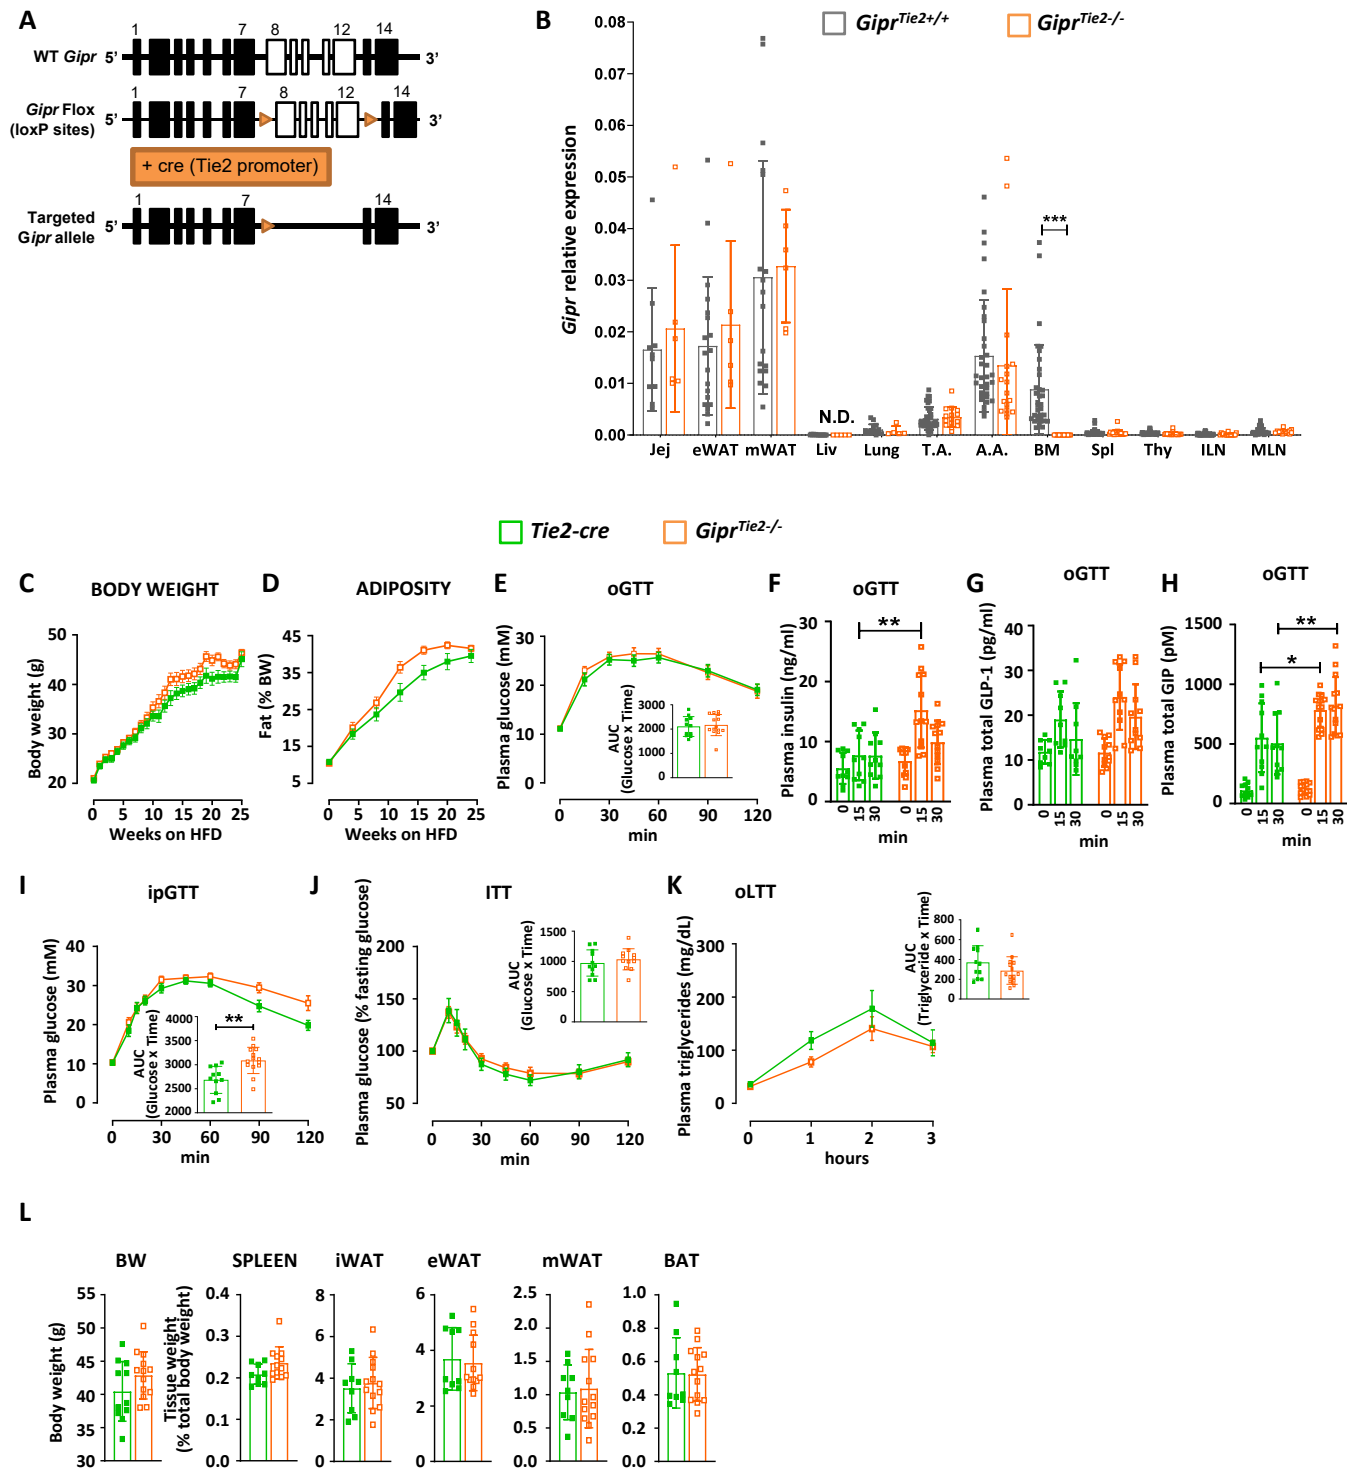 A
1 7 8 12 14
WT Gipr 5’ 3’
1 7 8 12 14
Gipr Flox
(loxP sites) 5’ 3’
+ cre (Tie2 promoter)
1 7 14
Targeted
Gipr allele 5’ 3’
B
Gipr^Tie2+/+ Gipr^Tie2-/-
Gipr relative expression
0.08
0.07
0.06
0.05
0.04
0.03
0.02
0.01
0.00
N.D.
***
Jej eWAT mWAT Liv Lung T.A. A.A. BM Spl Thy ILN MLN
Tie2-cre Gipr^Tie2-/-
C
BODY WEIGHT
Body weight (g)
50
40
30
20
0 5 10 15 20 25
Weeks on HFD
D
ADIPOSITY
Fat (% BW)
45
35
25
15
5
0 5 10 15 20 25
Weeks on HFD
E
oGTT
Plasma glucose (mM)
30
20
10
0
0 30 60 90 120
min
AUC
(Glucose x Time)
3000
2000
1000
0
F
oGTT
Plasma insulin (ng/ml)
30
20
10
0
**
0 15 30 0 15 30
min
G
oGTT
Plasma total GLP-1 (pg/ml)
40
30
20
10
0
0 15 30 0 15 30
min
H
oGTT
Plasma total GIP (pM)
1500
1000
500
0
**
*
0 15 30 0 15 30
min
I
ipGTT
Plasma glucose (mM)
40
30
20
10
0
0 30 60 90 120
min
AUC
(Glucose x Time)
4000
3500
3000
2500
2000
**
J
ITT
Plasma glucose (% fasting glucose)
200
150
100
50
0 30 60 90 120
min
AUC
(Glucose x Time)
1500
1000
500
0
K
oLTT
Plasma triglycerides (mg/dL)
300
200
100
0
0 1 2 3
hours
AUC
(Triglyceride x Time)
800
600
400
200
0
L
BW
Body weight (g)
55
50
45
40
35
30
SPLEEN
Tissue weight
(% total body weight)
0.4
0.3
0.2
0.1
0.0
iWAT
8
6
4
2
0
eWAT
6
4
2
0
mWAT
2.5
2.0
1.5
1.0
0.5
0.0
BAT
1.0
0.8
0.6
0.4
0.2
0.0